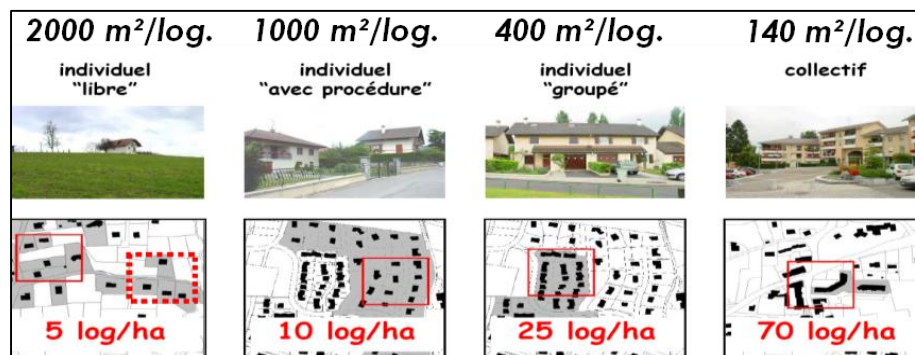 2000 m²/log. 1000 m²/log. 400 m²/log. 140 m²/log.
individuel individuel individuel collectif
"libre" "avec procédure" "groupé"
5 log/ha 10 log/ha 25 log/ha 70 log/ha